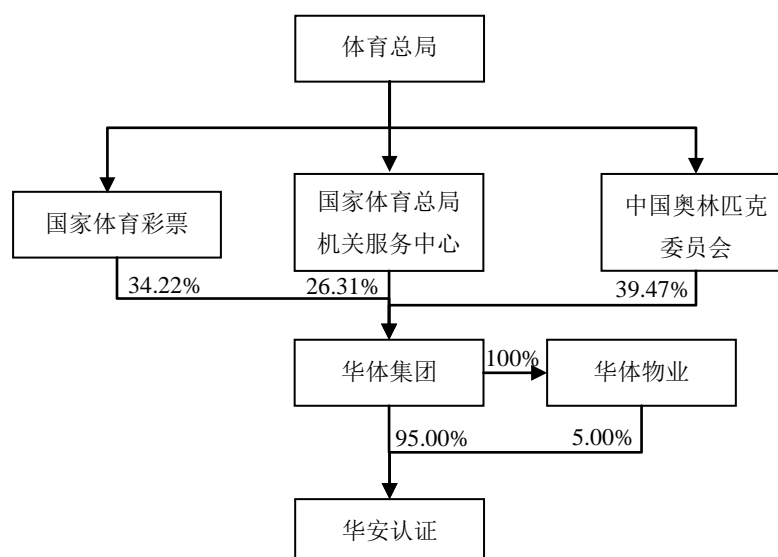 体育总局
国家体育彩票
国家体育总局
机关服务中心
中国奥林匹克
委员会
34.22%
26.31%
39.47%
华体集团
100%
华体物业
95.00%
5.00%
华安认证